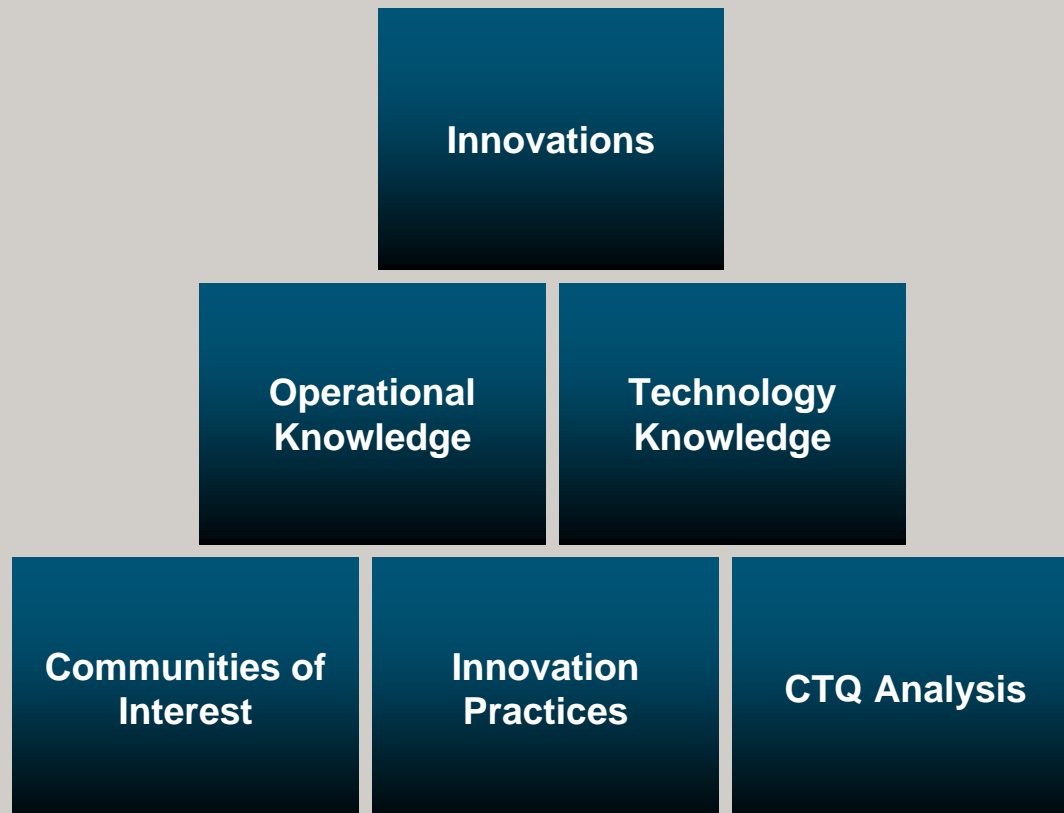 Innovations
Operational
Knowledge
Technology
Knowledge
Communities of
Interest
Innovation
Practices
CTQ Analysis